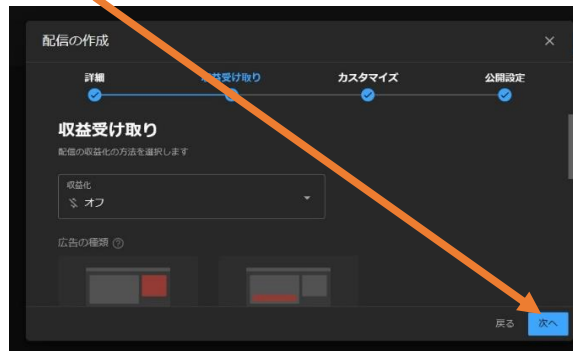 配信の作成
詳細
収益受け取り
カスタマイズ
公開設定
収益受け取り
配信の収益化の方法を選択します
収益化
オフ
広告の種類
戻る
次へ